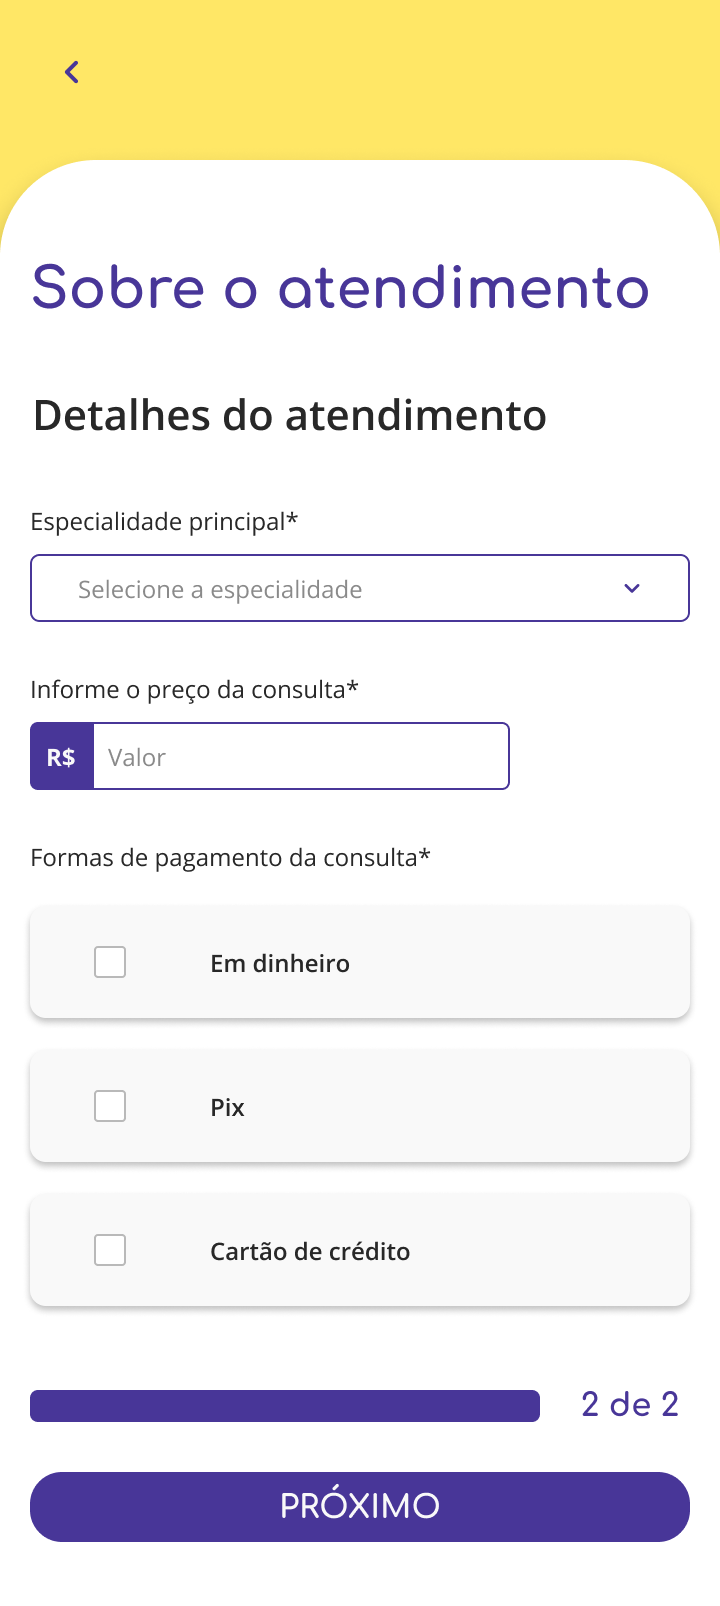 Sobre o atendimento
Detalhes do atendimento
Especialidade principal*
Selecione a especialidade
Informe o preço da consulta*
R$ Valor
Formas de pagamento da consulta*
Em dinheiro
Pix
Cartão de crédito
2 de 2
PRÓXIMO